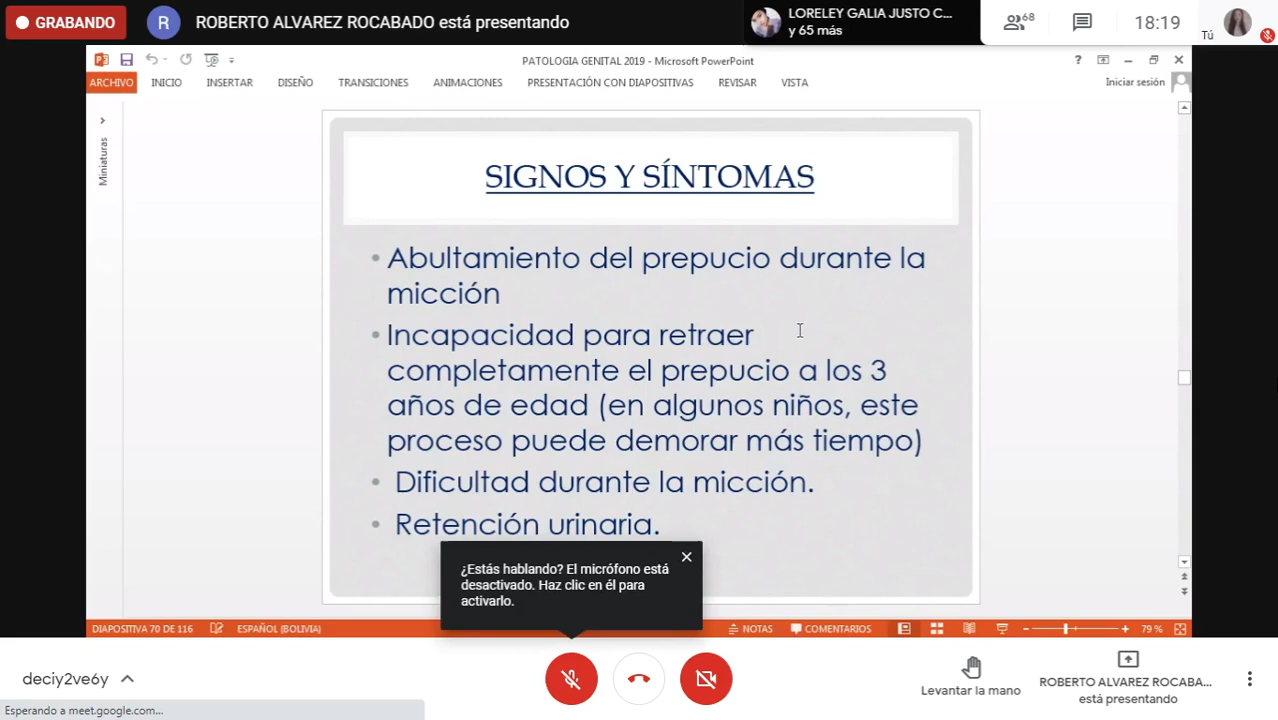 GRABANDO
R
ROBERTO ALVAREZ ROCABADO está presentando
LORELEY GALIA JUSTO C...
y 65 más
68
18:19
Tú
PATOLOGIA GENITAL 2019 - Microsoft PowerPoint
ARCHIVO INICIO INSERTAR DISEÑO TRANSICIONES ANIMACIONES PRESENTACIÓN CON DIAPOSITIVAS REVISAR VISTA
Iniciar sesión
Miniaturas
SIGNOS Y SÍNTOMAS
• Abultamiento del prepucio durante la
micción
• Incapacidad para retraer
completamente el prepucio a los 3
años de edad (en algunos niños, este
proceso puede demorar más tiempo)
• Dificultad durante la micción.
• Retención urinaria.
¿Estás hablando? El micrófono está
desactivado. Haz clic en él para
activarlo.
DIAPOSITIVA 70 DE 116 ESPAÑOL (BOLIVIA) NOTAS COMENTARIOS 79 %
deciy2ve6y
Levantar la mano
ROBERTO ALVAREZ ROCABA...
está presentando
Esperando a meet.google.com...